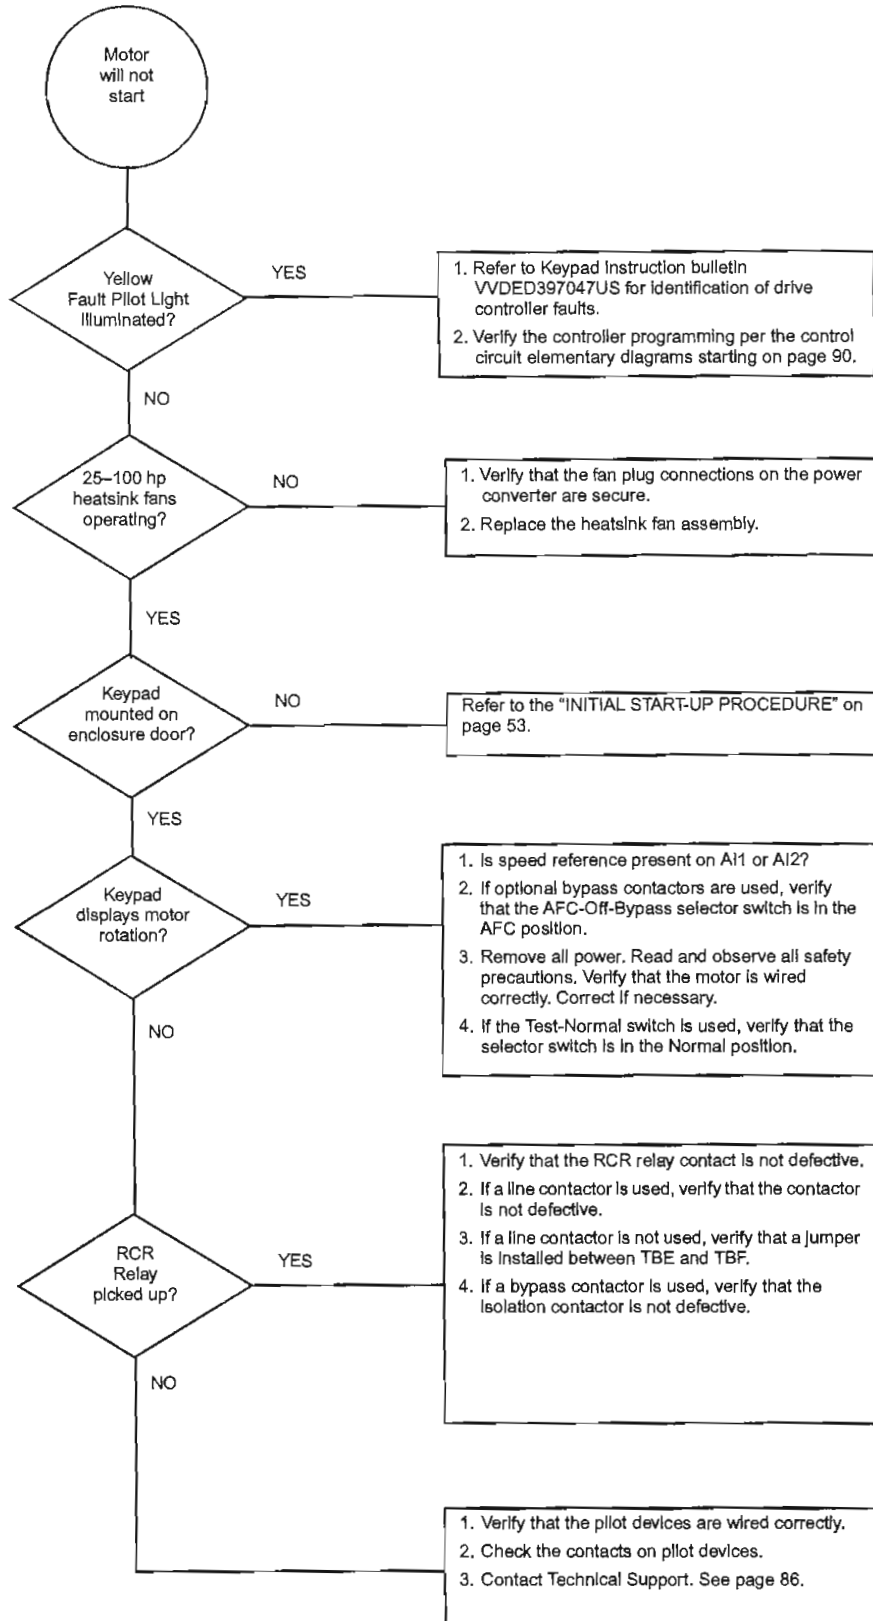 Motor
will not
start
Yellow
Fault Pilot Light
Illuminated?
YES
1. Refer to Keypad Instruction bulletin
VVDED397047US for identification of drive
controller faults.
2. Verify the controller programming per the control
circuit elementary diagrams starting on page 90.
NO
25–100 hp
heatsink fans
operating?
NO
1. Verify that the fan plug connections on the power
converter are secure.
2. Replace the heatsink fan assembly.
YES
Keypad
mounted on
enclosure door?
NO
Refer to the “INITIAL START-UP PROCEDURE” on
page 53.
YES
Keypad
displays motor
rotation?
YES
1. Is speed reference present on AI1 or AI2?
2. If optional bypass contactors are used, verify
that the AFC-Off-Bypass selector switch is in the
AFC position.
3. Remove all power. Read and observe all safety
precautions. Verify that the motor is wired
correctly. Correct if necessary.
4. If the Test-Normal switch is used, verify that the
selector switch is in the Normal position.
NO
RCR
Relay
picked up?
YES
1. Verify that the RCR relay contact is not defective.
2. If a line contactor is used, verify that the contactor
is not defective.
3. If a line contactor is not used, verify that a jumper
is installed between TBE and TBF.
4. If a bypass contactor is used, verify that the
isolation contactor is not defective.
NO
1. Verify that the pilot devices are wired correctly.
2. Check the contacts on pilot devices.
3. Contact Technical Support. See page 86.